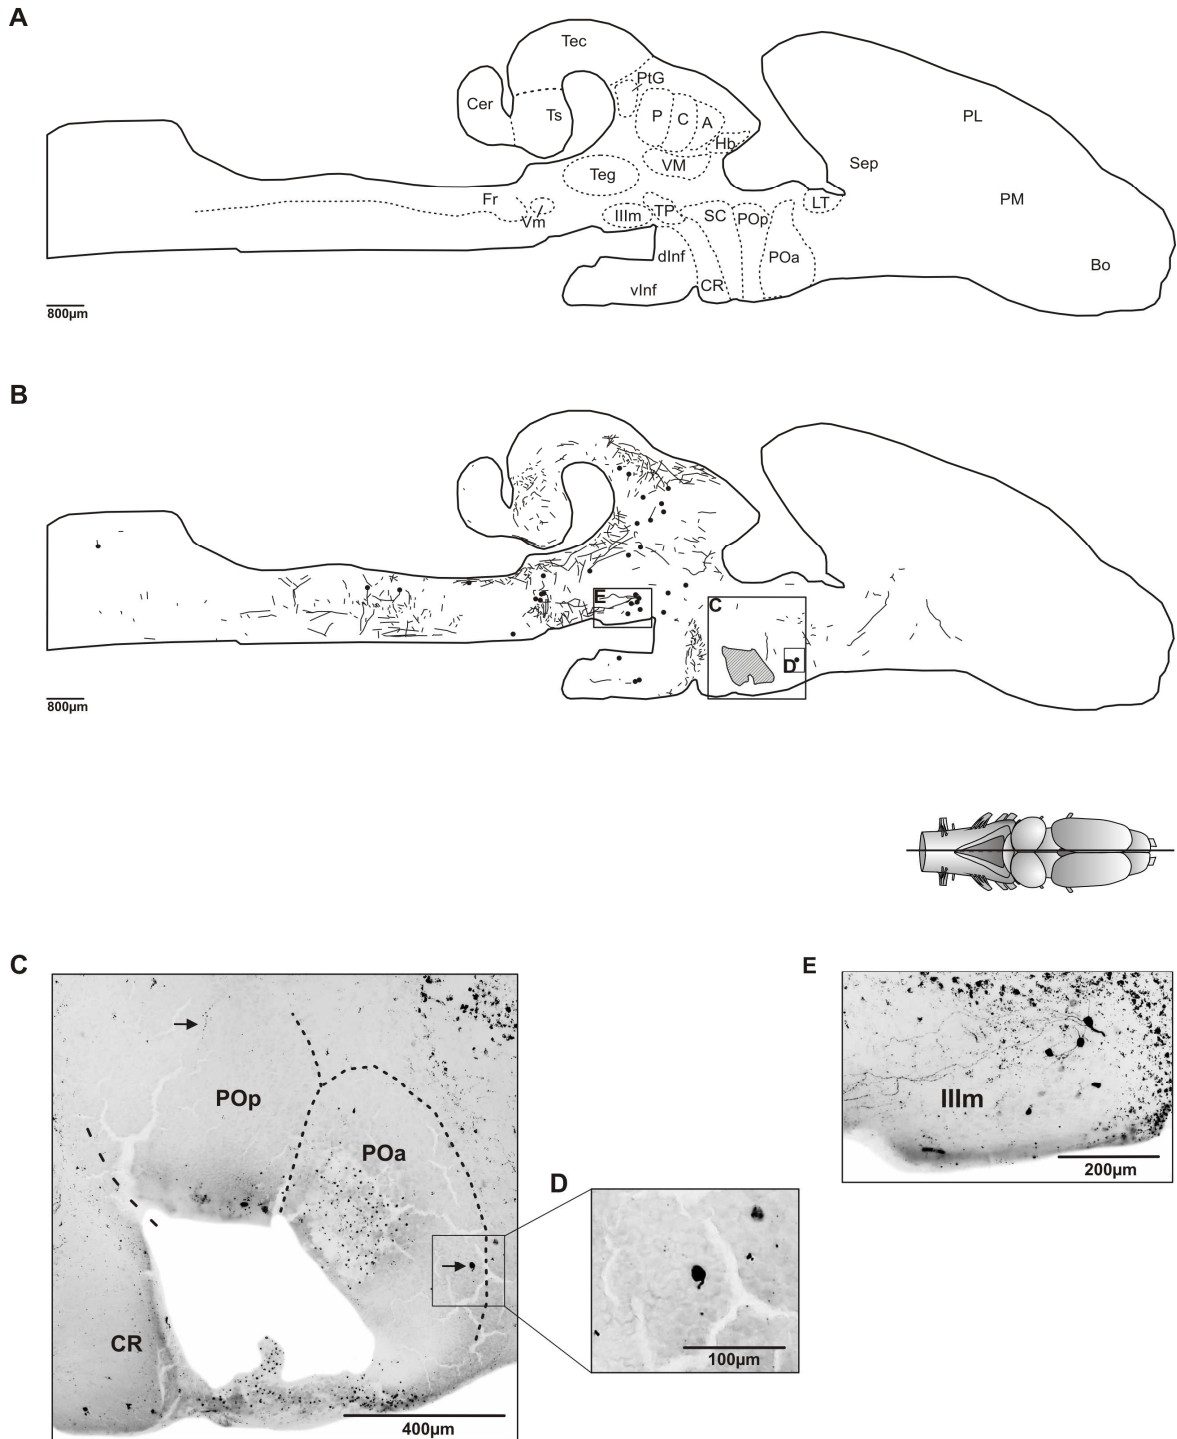 A
Tec
PtG
Cer
Ts
P
C
A
Hb
PL
VM
Sep
Teg
PM
Fr
Vm
IIIm
TP
SC
POp
LT
dInf
POa
Bo
vInf
CR
800µm
B
E
C
D
800µm
C
POp
POa
CR
400µm
D
100µm
E
IIIm
200µm